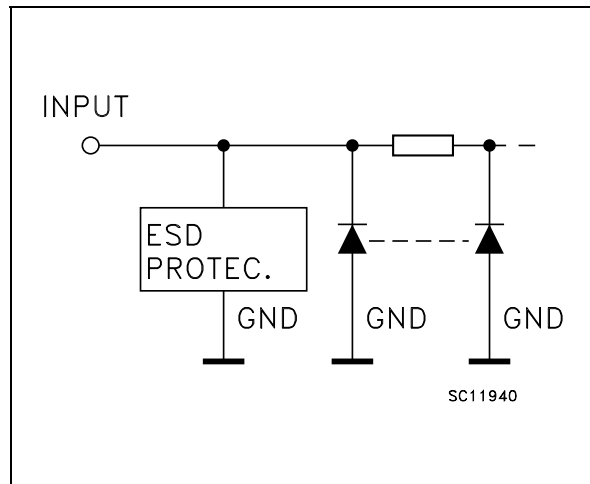 INPUT
ESD
PROTEC.
GND
GND
GND
SC11940